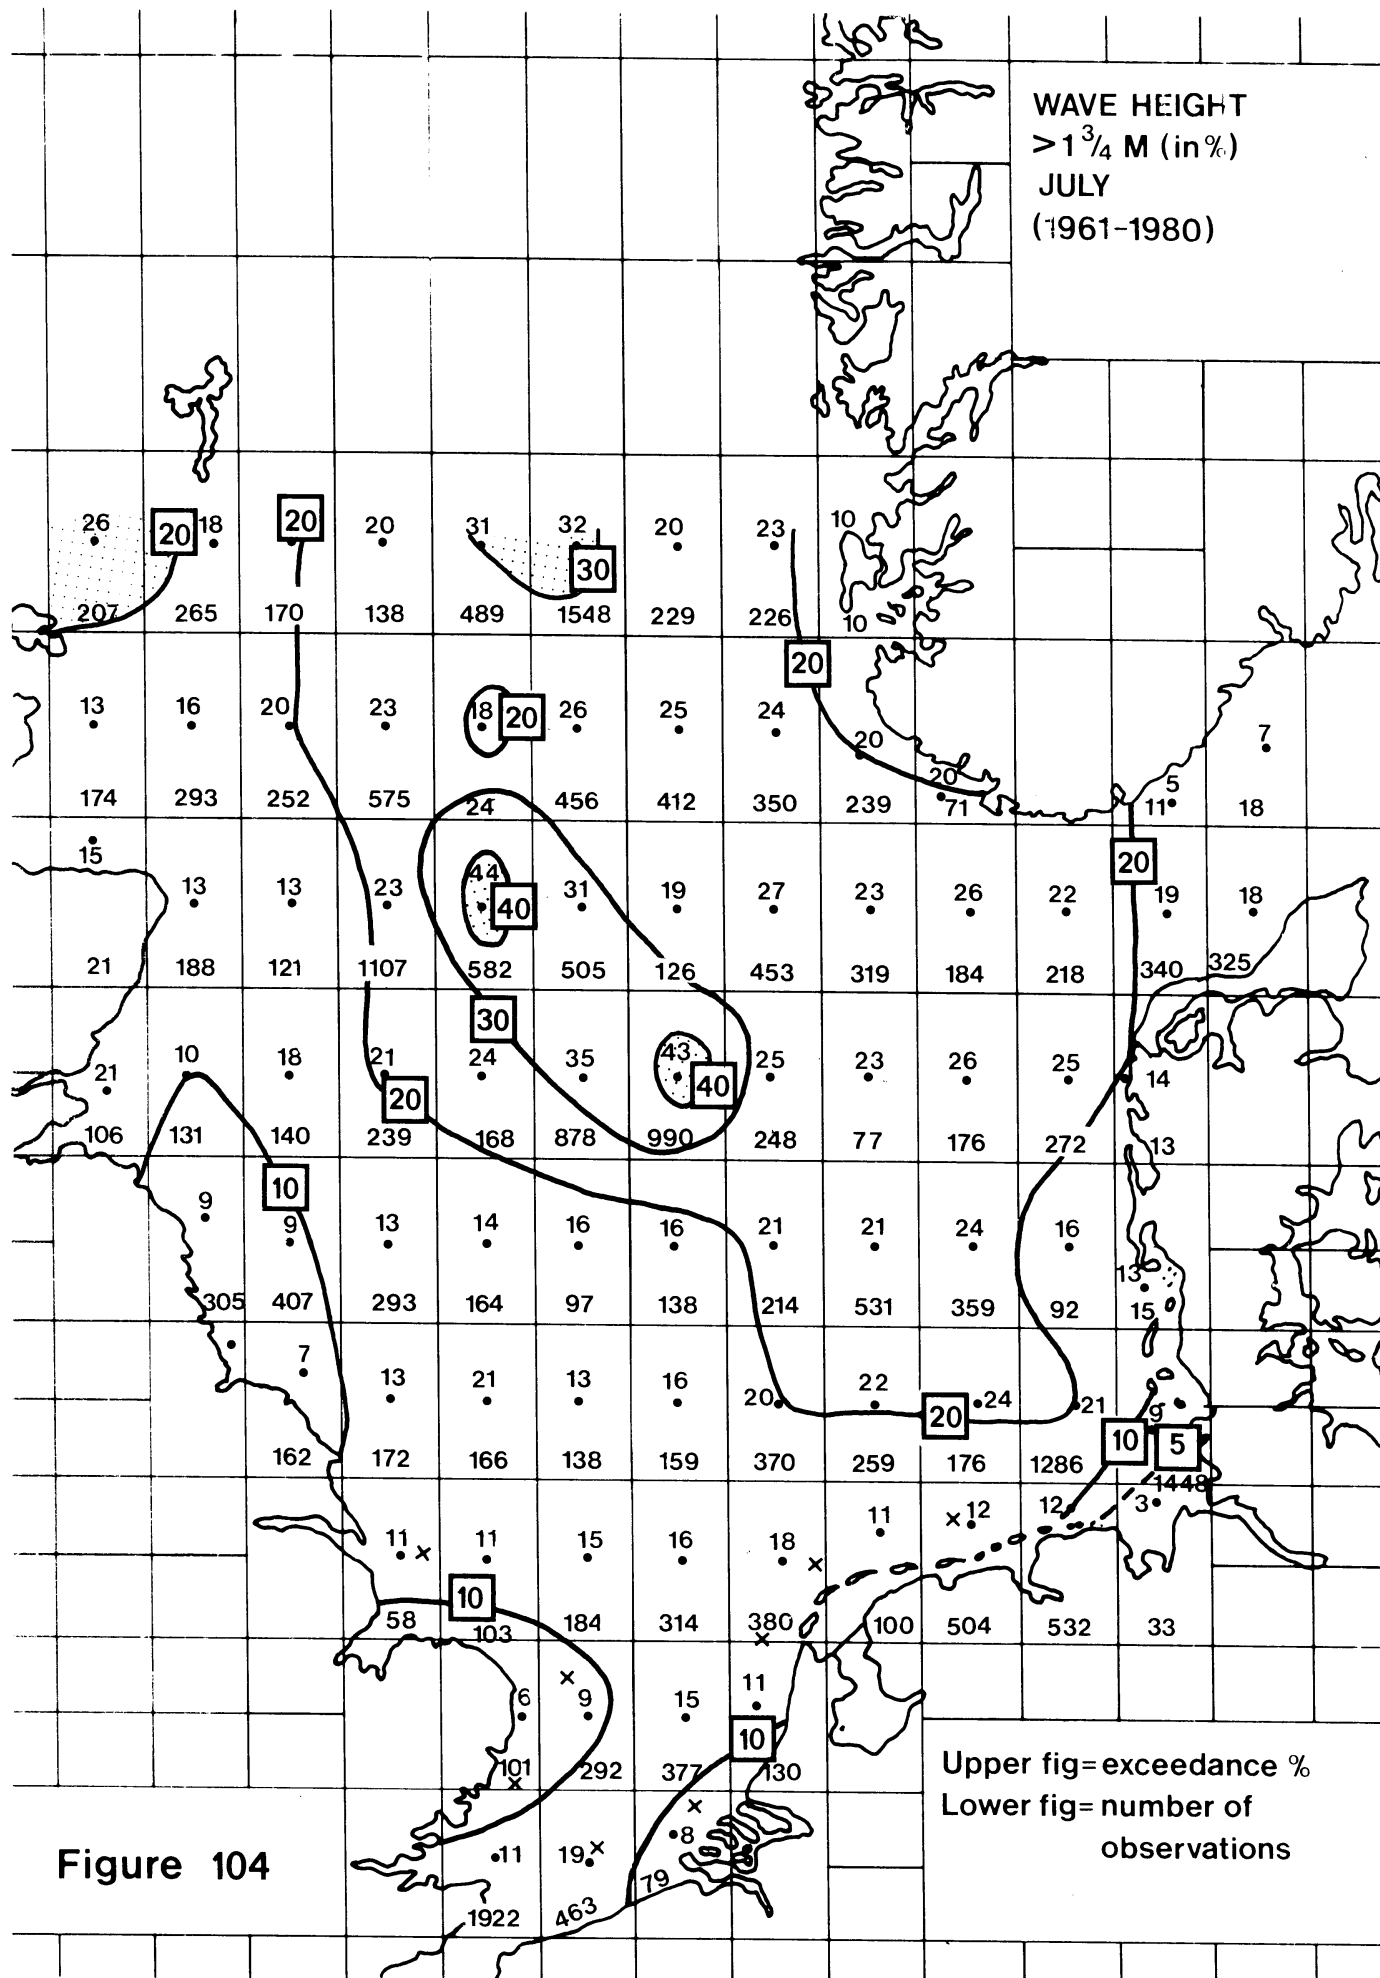 WAVE HEIGHT
>1 3/4 M (in %)
JULY
(1961-1980)
26 20 18 20 20 31 32 20 23 10
30
207 265 170 138 489 1548 229 226 10
20
13 16 20 23 18 20 26 25 24 20 7
20 5
174 293 252 575 24 456 412 350 239 71 11 18
15 20
13 13 23 44 40 31 19 27 23 26 22 19 18
21 188 121 1107 582 505 126 453 319 184 218 340 325
30
21 10 18 21 24 35 43 25 23 26 25 14
20 40
106 131 140 239 168 878 990 248 77 176 272 13
10
9 9 13 14 16 16 21 21 24 16
13
305 407 293 164 97 138 214 531 359 92 15
7 13 21 13 16 20 22 24 21 9
20
10 5
162 172 166 138 159 370 259 176 1286 1448
11 × 11 15 16 18 × 11 × 12 12 3
10
58 103 184 314 380 100 504 532 33
×
×
6 9 15 11
10
101 292 377 130
×
×
8
11 19 ×
79
1922 463
Upper fig= exceedance %
Lower fig= number of
observations
Figure 104